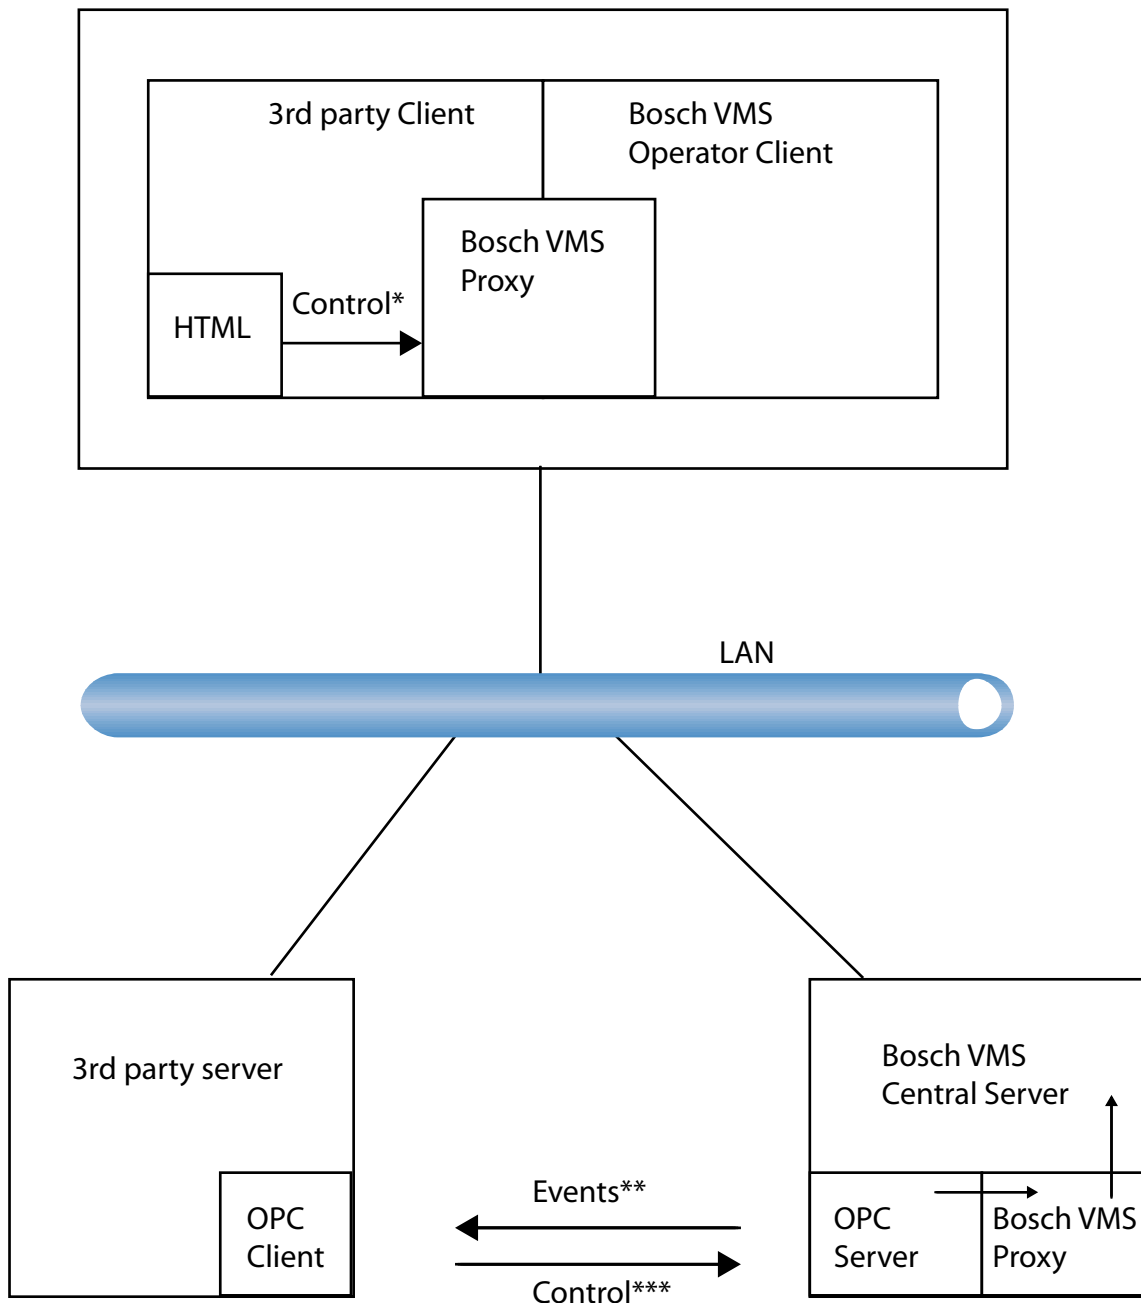 3rd party Client
Bosch VMS
Operator Client
Bosch VMS
Proxy
Control*
HTML
LAN
3rd party server
Bosch VMS
Central Server
OPC
Client
Events**
Control***
OPC
Server
Bosch VMS
Proxy